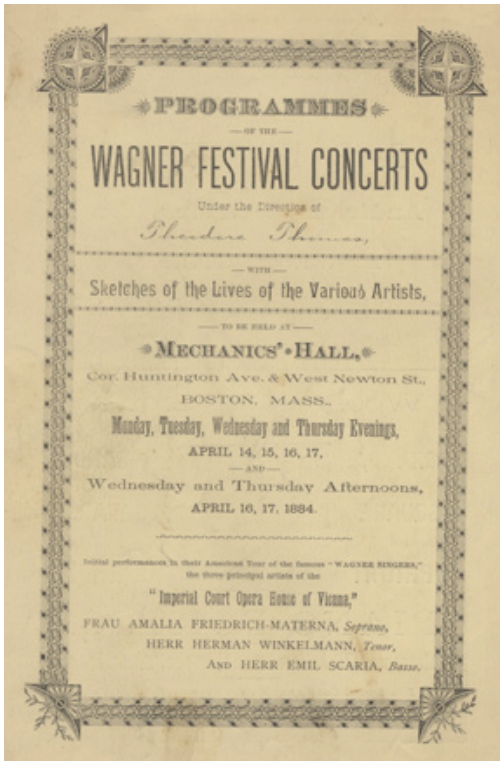 PROGRAMMES
OF THE
WAGNER FESTIVAL CONCERTS
Under the Direction of
Theodore Thomas,
WITH
Sketches of the Lives of the Various Artists,
TO BE HELD AT
MECHANICS' HALL,
Cor. Huntington Ave. & West Newton St.,
BOSTON, MASS.,
Monday, Tuesday, Wednesday and Thursday Evenings,
APRIL 14, 15, 16, 17,
AND
Wednesday and Thursday Afternoons,
APRIL 16, 17, 1884.
Initial performances in their American Tour of the famous "WAGNER SINGERS,"
the three principal artists of the
"Imperial Court Opera House of Vienna,"
FRAU AMALIA FRIEDRICH-MATERNA, Soprano,
HERR HERMAN WINKELMANN, Tenor,
AND HERR EMIL SCARIA, Basso.